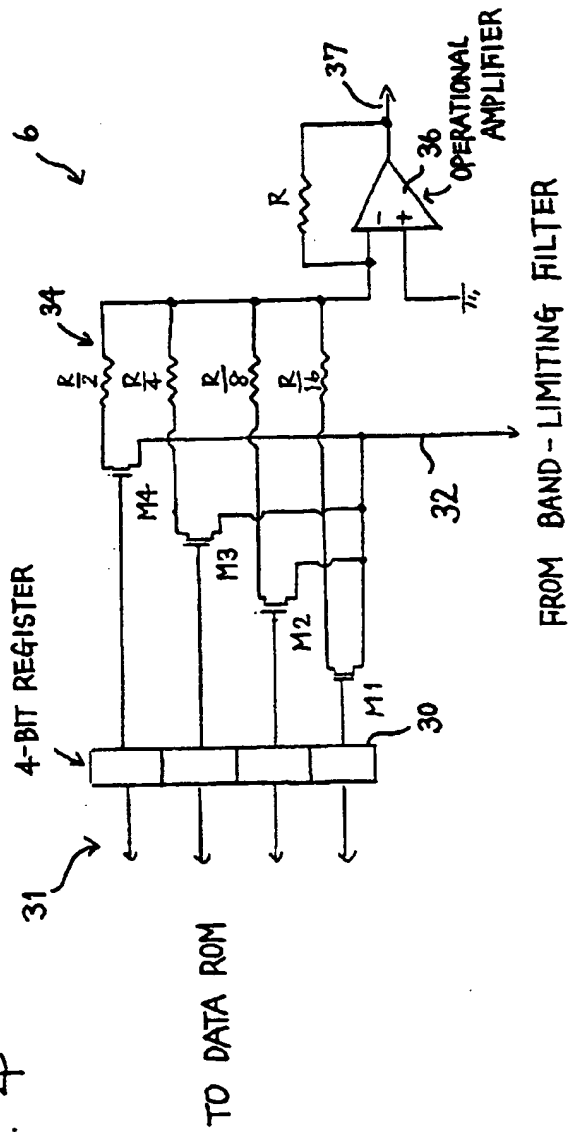 . 4
6
31
4-BIT REGISTER
34
R
37
R/2
R/4
R/8
R/16
M4
M3
M2
M1
-
+
36
OPERATIONAL
AMPLIFIER
TO DATA ROM
30
32
FROM BAND-LIMITING FILTER